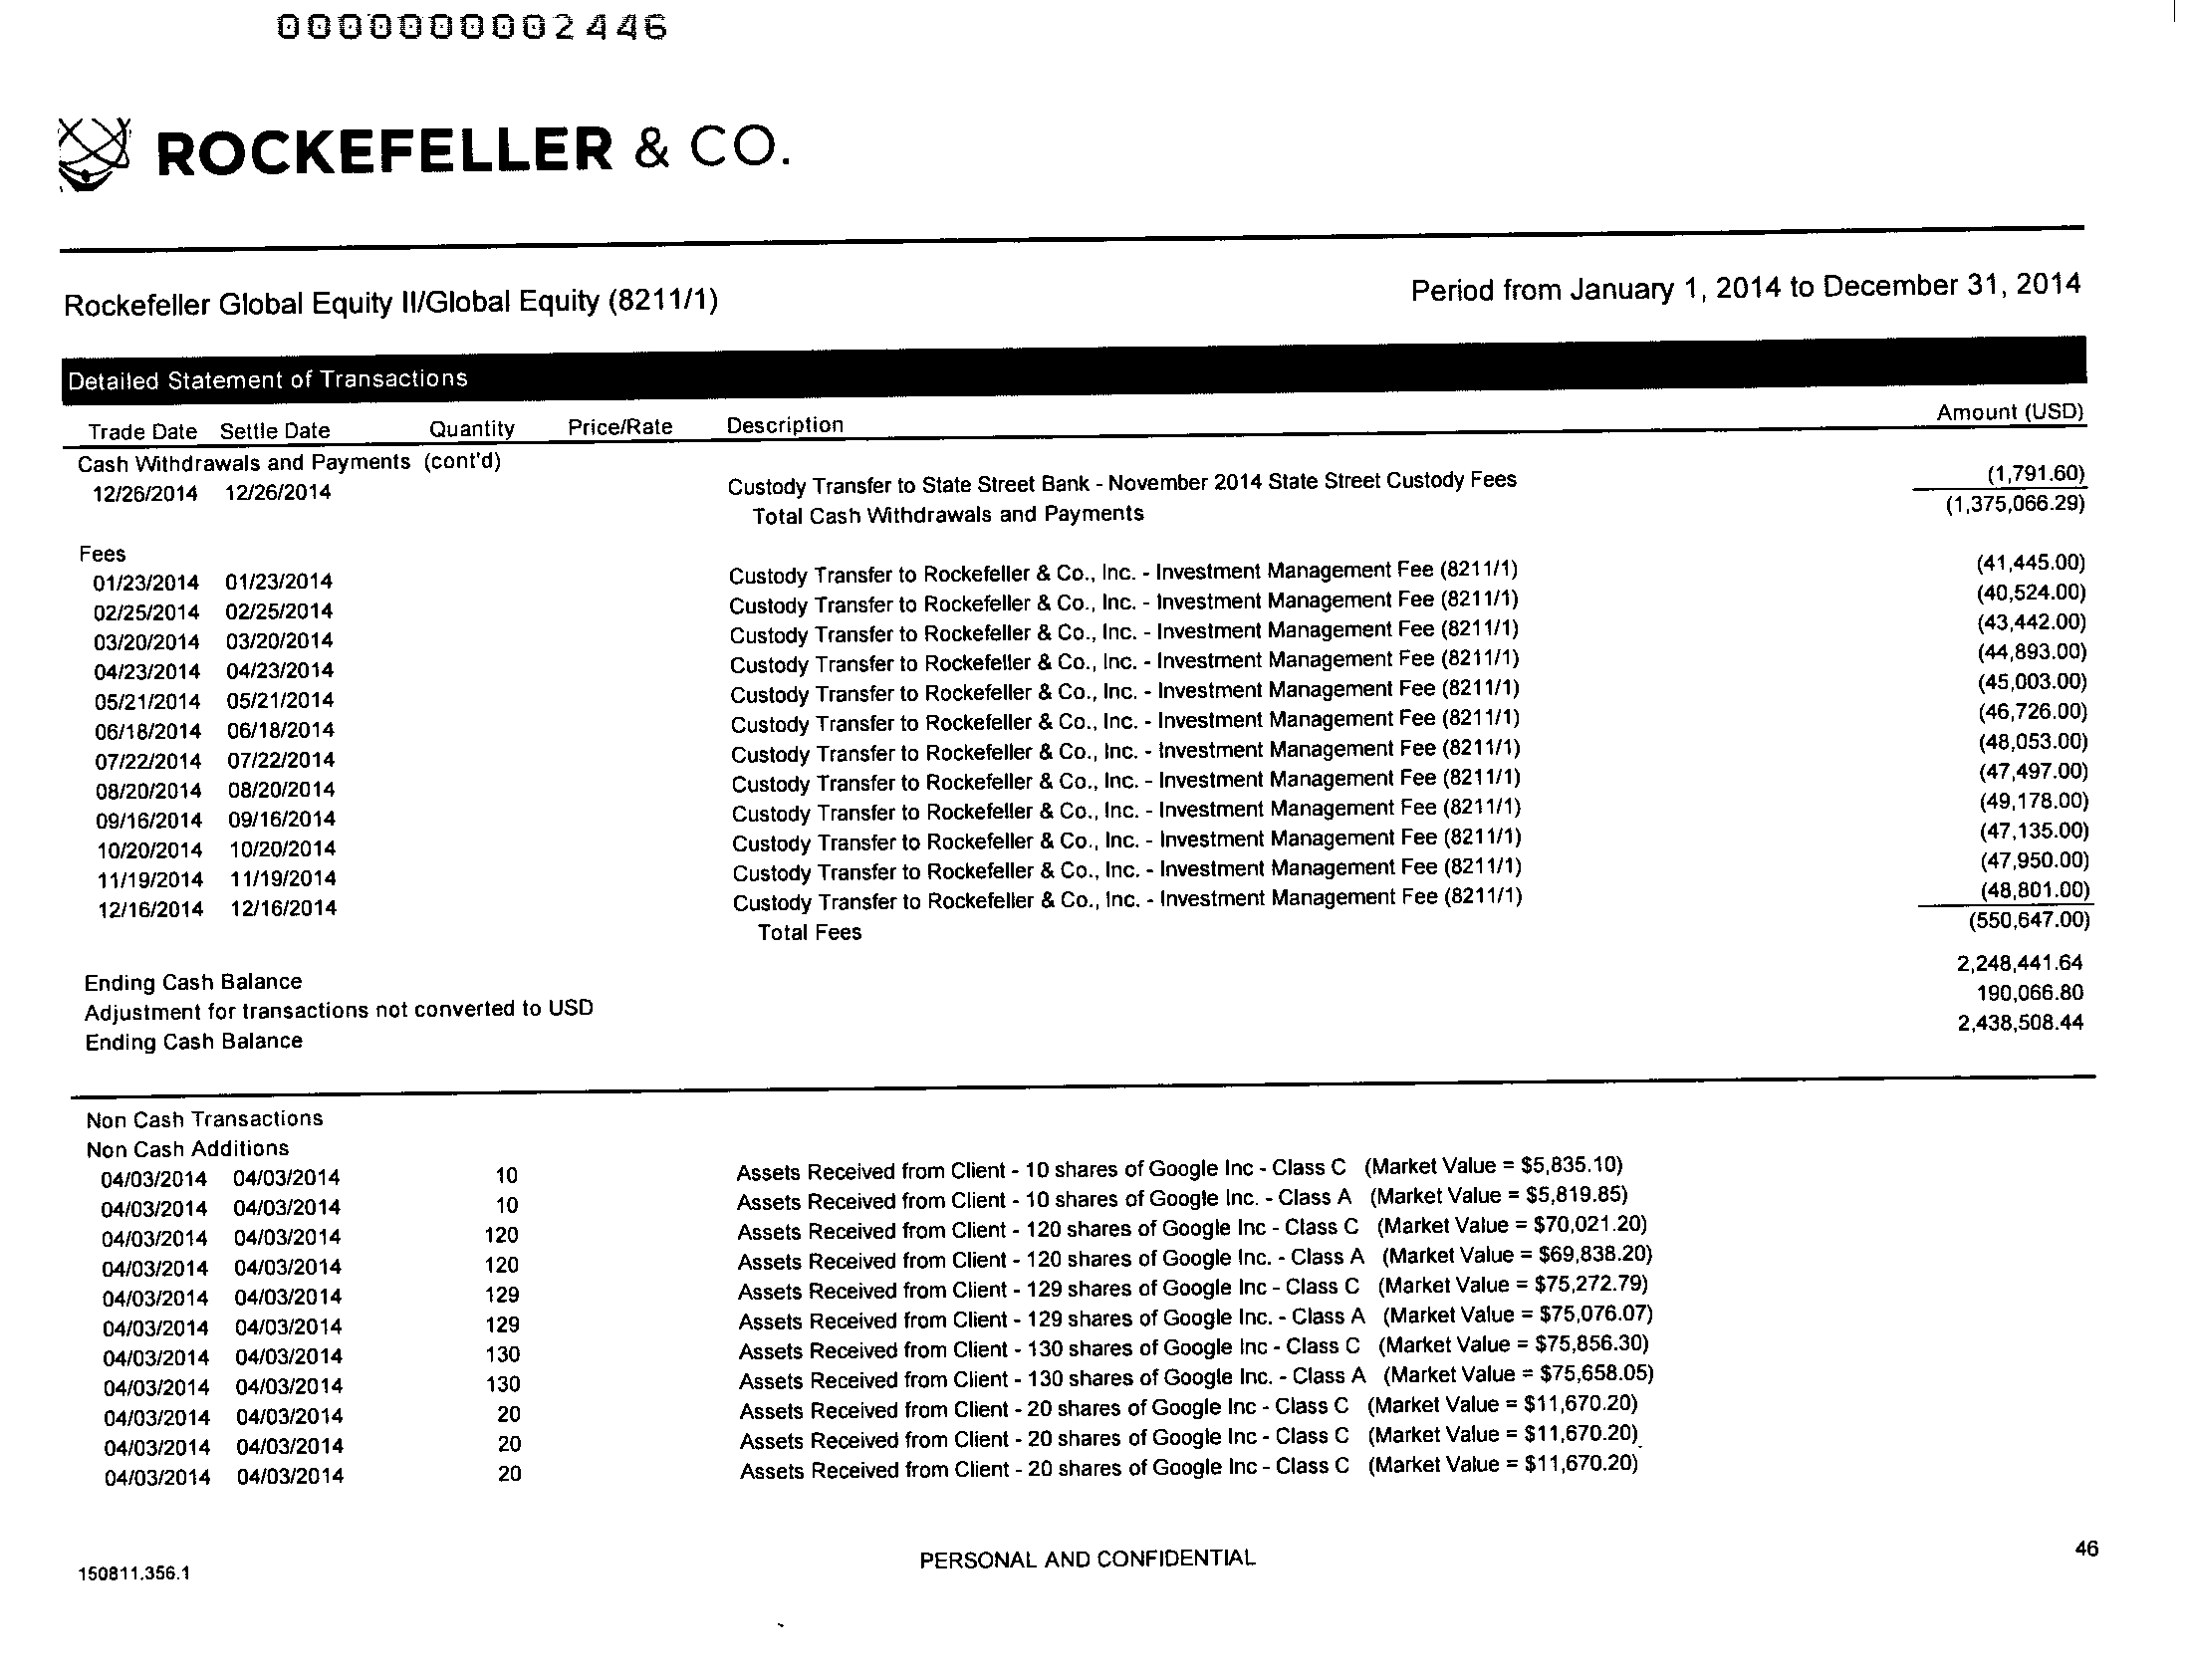 0000000002446
ROCKEFELLER & CO.
Rockefeller Global Equity II/Global Equity (8211/1) Period from January 1, 2014 to December 31, 2014
Detailed Statement of Transactions
Trade Date Settle Date Quantity Price/Rate Description Amount (USD)
Cash Withdrawals and Payments (cont'd)
12/26/2014 12/26/2014 Custody Transfer to State Street Bank - November 2014 State Street Custody Fees (1,791.60)
Total Cash Withdrawals and Payments (1,375,066.29)
Fees
01/23/2014 01/23/2014 Custody Transfer to Rockefeller & Co., Inc. - Investment Management Fee (8211/1) (41,445.00)
02/25/2014 02/25/2014 Custody Transfer to Rockefeller & Co., Inc. - Investment Management Fee (8211/1) (40,524.00)
03/20/2014 03/20/2014 Custody Transfer to Rockefeller & Co., Inc. - Investment Management Fee (8211/1) (43,442.00)
04/23/2014 04/23/2014 Custody Transfer to Rockefeller & Co., Inc. - Investment Management Fee (8211/1) (44,893.00)
05/21/2014 05/21/2014 Custody Transfer to Rockefeller & Co., Inc. - Investment Management Fee (8211/1) (45,003.00)
06/18/2014 06/18/2014 Custody Transfer to Rockefeller & Co., Inc. - Investment Management Fee (8211/1) (46,726.00)
07/22/2014 07/22/2014 Custody Transfer to Rockefeller & Co., Inc. - Investment Management Fee (8211/1) (48,053.00)
08/20/2014 08/20/2014 Custody Transfer to Rockefeller & Co., Inc. - Investment Management Fee (8211/1) (47,497.00)
09/16/2014 09/16/2014 Custody Transfer to Rockefeller & Co., Inc. - Investment Management Fee (8211/1) (49,178.00)
10/20/2014 10/20/2014 Custody Transfer to Rockefeller & Co., Inc. - Investment Management Fee (8211/1) (47,135.00)
11/19/2014 11/19/2014 Custody Transfer to Rockefeller & Co., Inc. - Investment Management Fee (8211/1) (47,950.00)
12/16/2014 12/16/2014 Custody Transfer to Rockefeller & Co., Inc. - Investment Management Fee (8211/1) (48,801.00)
Total Fees (550,647.00)
Ending Cash Balance 2,248,441.64
Adjustment for transactions not converted to USD 190,066.80
Ending Cash Balance 2,438,508.44
Non Cash Transactions
Non Cash Additions
04/03/2014 04/03/2014 10 Assets Received from Client - 10 shares of Google Inc - Class C (Market Value = $5,835.10)
04/03/2014 04/03/2014 10 Assets Received from Client - 10 shares of Google Inc. - Class A (Market Value = $5,819.85)
04/03/2014 04/03/2014 120 Assets Received from Client - 120 shares of Google Inc - Class C (Market Value = $70,021.20)
04/03/2014 04/03/2014 120 Assets Received from Client - 120 shares of Google Inc. - Class A (Market Value = $69,838.20)
04/03/2014 04/03/2014 129 Assets Received from Client - 129 shares of Google Inc - Class C (Market Value = $75,272.79)
04/03/2014 04/03/2014 129 Assets Received from Client - 129 shares of Google Inc. - Class A (Market Value = $75,076.07)
04/03/2014 04/03/2014 130 Assets Received from Client - 130 shares of Google Inc - Class C (Market Value = $75,856.30)
04/03/2014 04/03/2014 130 Assets Received from Client - 130 shares of Google Inc. - Class A (Market Value = $75,658.05)
04/03/2014 04/03/2014 20 Assets Received from Client - 20 shares of Google Inc - Class C (Market Value = $11,670.20)
04/03/2014 04/03/2014 20 Assets Received from Client - 20 shares of Google Inc - Class C (Market Value = $11,670.20)
04/03/2014 04/03/2014 20 Assets Received from Client - 20 shares of Google Inc - Class C (Market Value = $11,670.20)
150811.356.1 PERSONAL AND CONFIDENTIAL 46